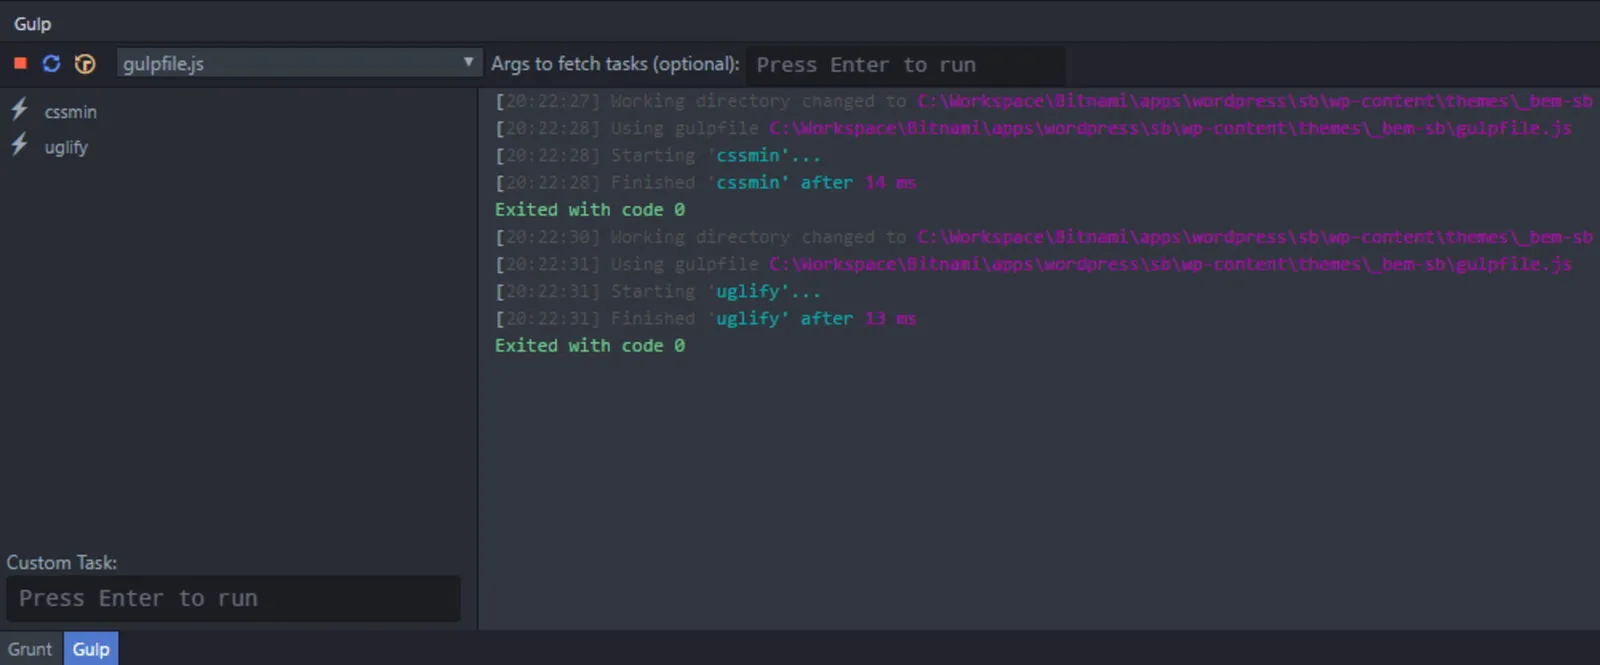 Gulp
gulpfile.js
Args to fetch tasks (optional):
Press Enter to run
cssmin
uglify
[20:22:27] Working directory changed to C:\Workspace\Bitnami\apps\wordpress\sb\wp-content\themes\_bem-sb
[20:22:28] Using gulpfile C:\Workspace\Bitnami\apps\wordpress\sb\wp-content\themes\_bem-sb\gulpfile.js
[20:22:28] Starting 'cssmin'...
[20:22:28] Finished 'cssmin' after 14 ms
Exited with code 0
[20:22:30] Working directory changed to C:\Workspace\Bitnami\apps\wordpress\sb\wp-content\themes\_bem-sb
[20:22:31] Using gulpfile C:\Workspace\Bitnami\apps\wordpress\sb\wp-content\themes\_bem-sb\gulpfile.js
[20:22:31] Starting 'uglify'...
[20:22:31] Finished 'uglify' after 13 ms
Exited with code 0
Custom Task:
Press Enter to run
Grunt
Gulp